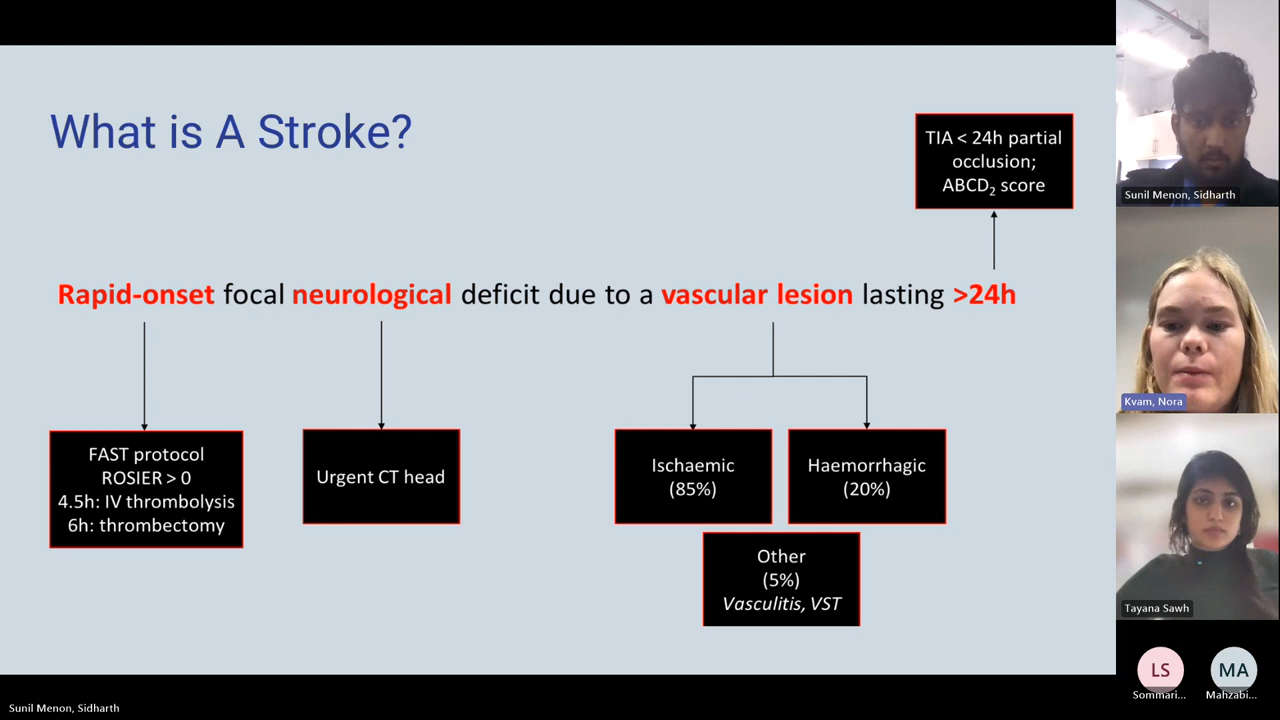 What is A Stroke?
TIA < 24h partial
occlusion;
ABCD₂ score
Rapid-onset focal neurological deficit due to a vascular lesion lasting >24h
FAST protocol
ROSIER > 0
4.5h: IV thrombolysis
6h: thrombectomy
Urgent CT head
Ischaemic
(85%)
Haemorrhagic
(20%)
Other
(5%)
Vasculitis, VST
Sunil Menon, Sidharth
Kvam, Nora
Tayana Sawh
LS
Sommari...
MA
Mahzabi...
Sunil Menon, Sidharth